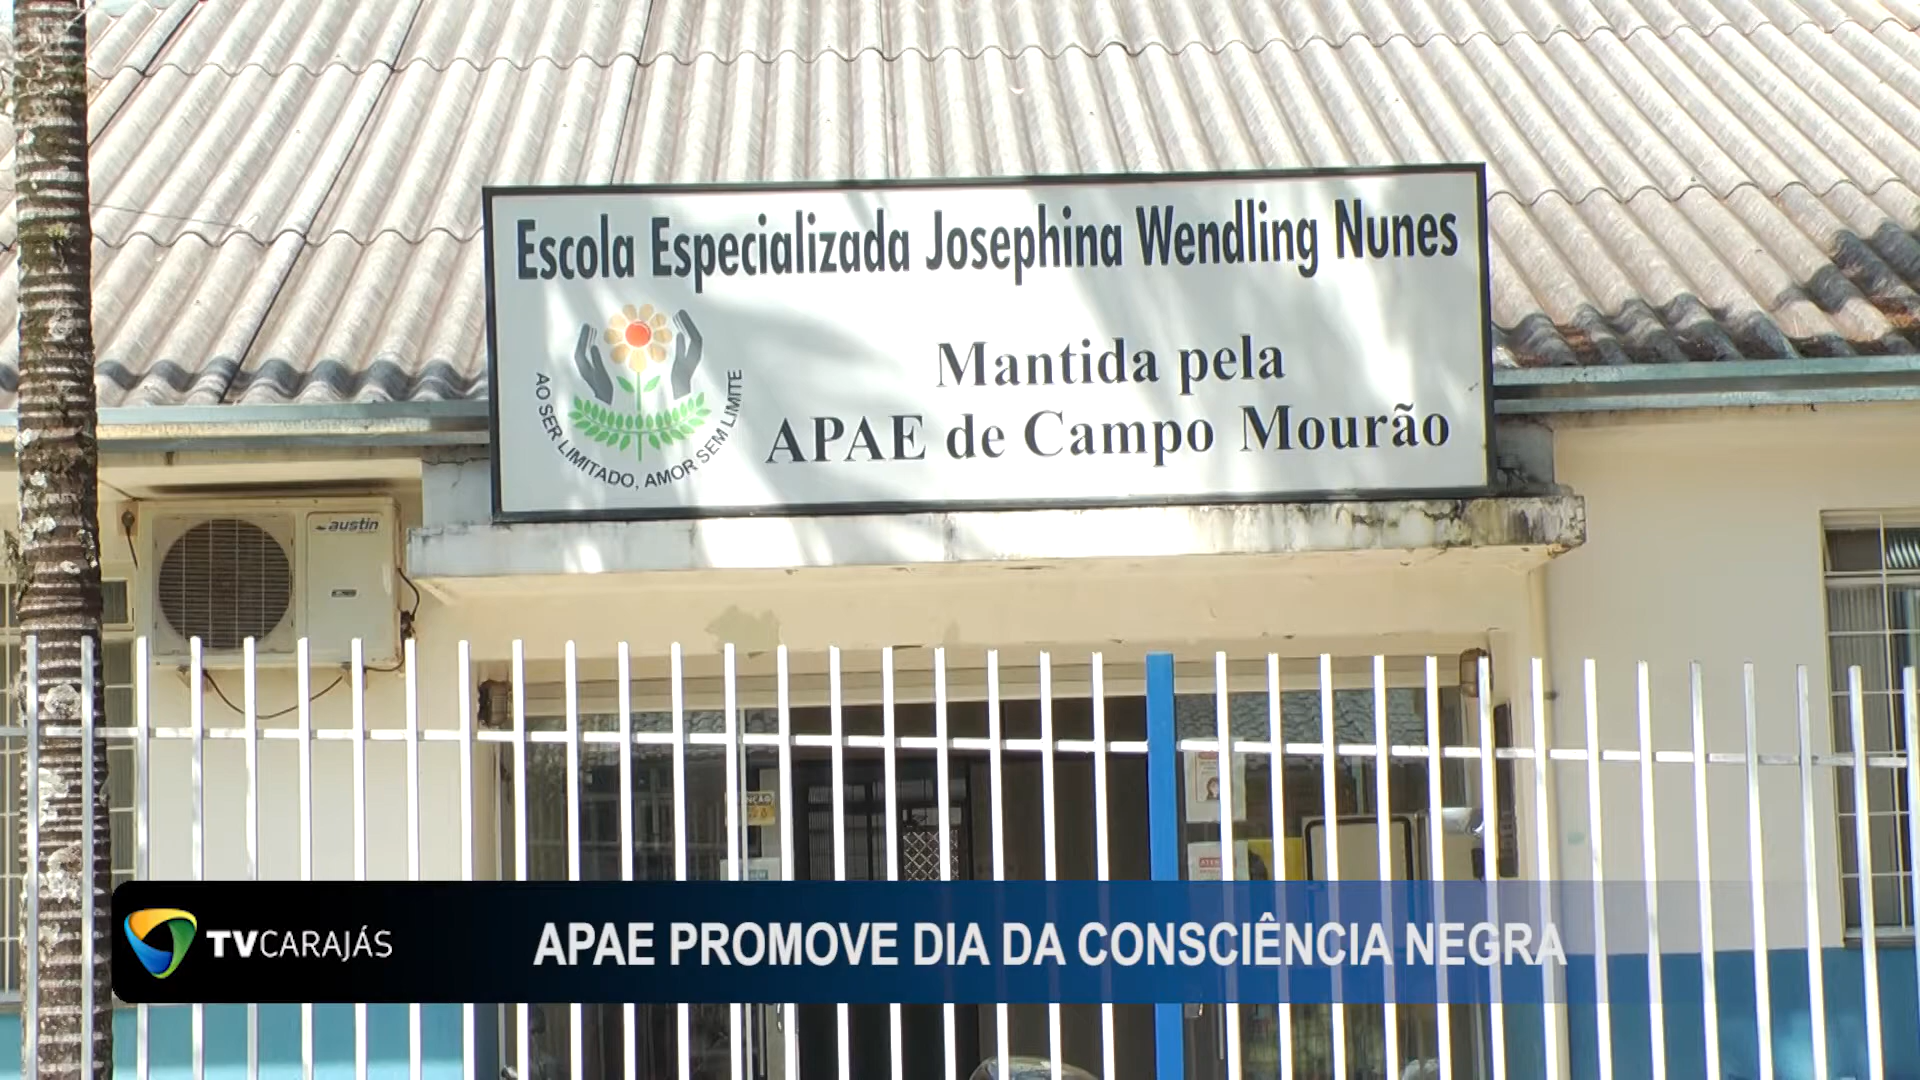 Escola Especializada Josephina Wendling Nunes
AO SER LIMITADO, AMOR SEM LIMITE
Mantida pela
APAE de Campo Mourão
austin
TVCARAJÁS
APAE PROMOVE DIA DA CONSCIÊNCIA NEGRA